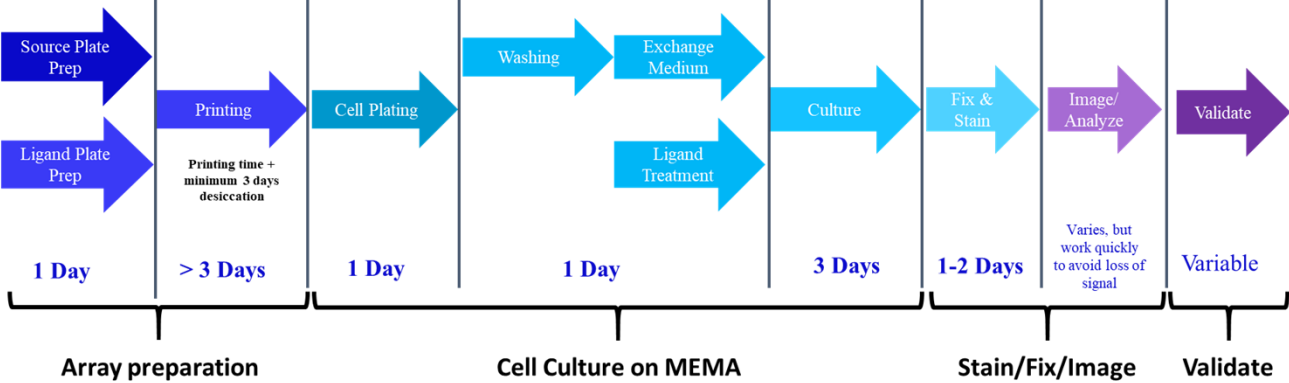 Source Plate
Prep
Ligand Plate
Prep
Printing
Printing time +
minimum 3 days
desiccation
Cell Plating
Washing
Exchange
Medium
Ligand
Treatment
Culture
Fix &
Stain
Image/
Analyze
Validate
1 Day
> 3 Days
1 Day
1 Day
3 Days
1-2 Days
Varies, but
work quickly
to avoid loss of
signal
Variable
Array preparation
Cell Culture on MEMA
Stain/Fix/Image
Validate